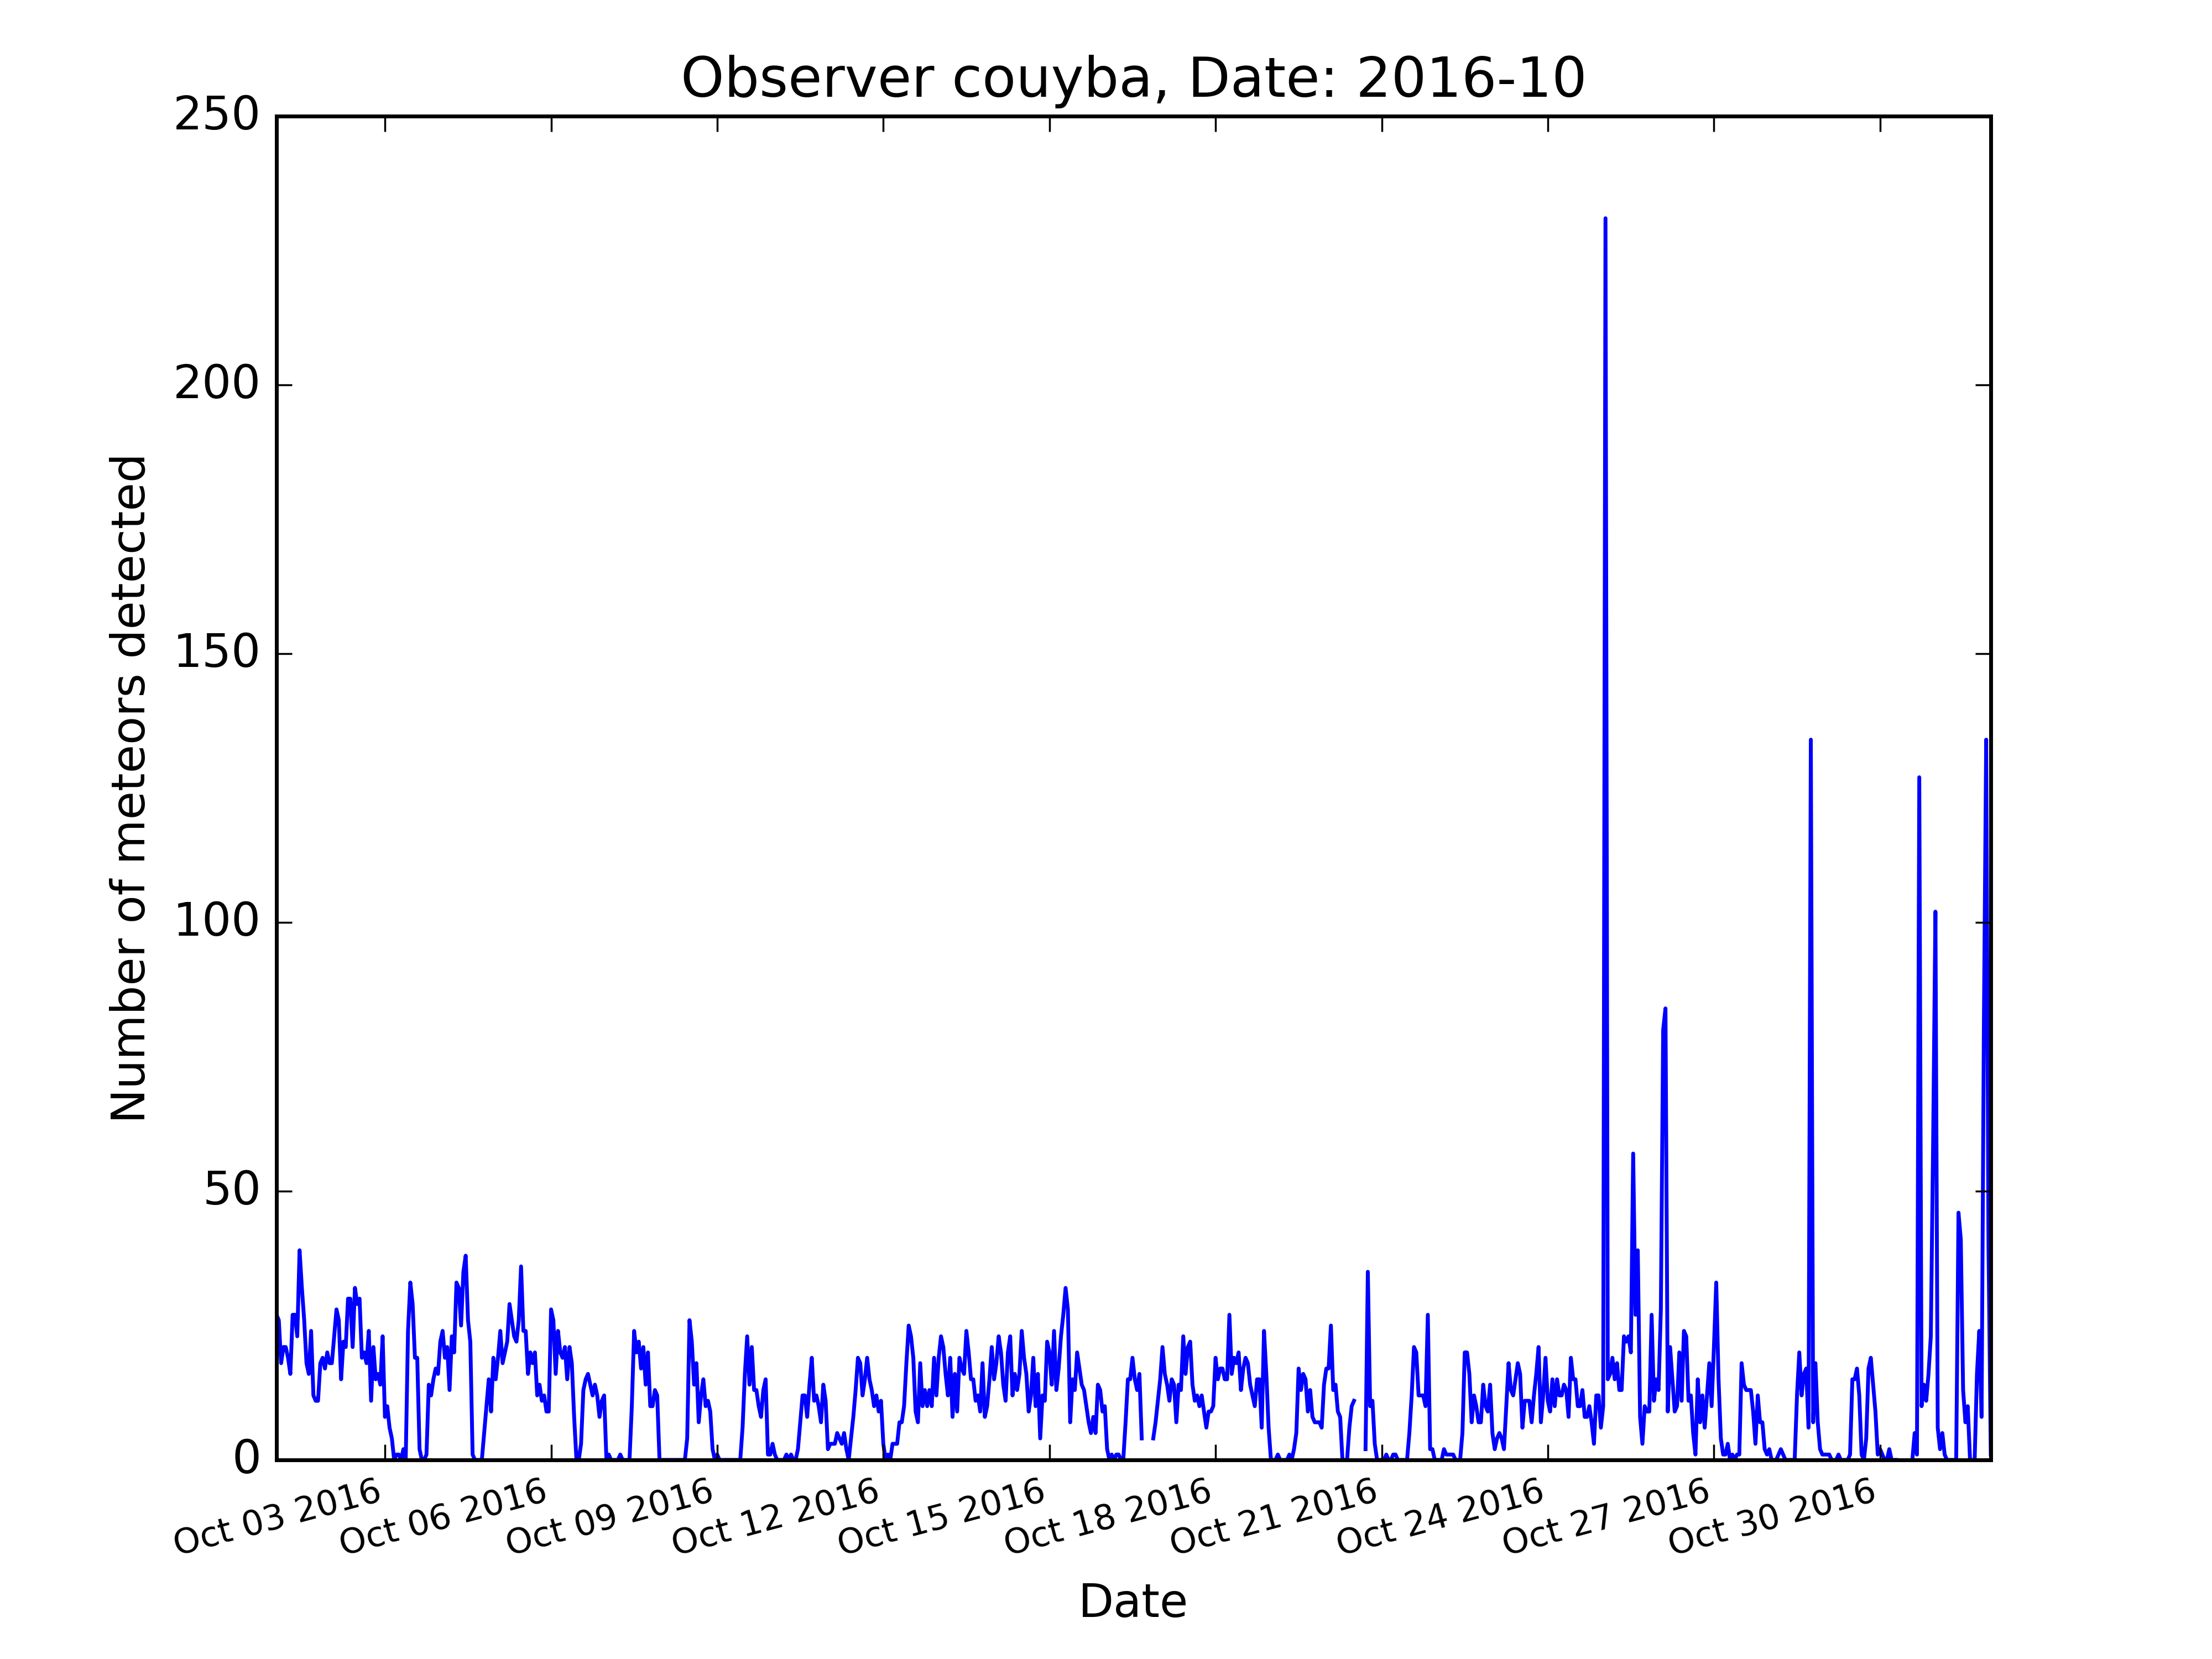 Observer couyba, Date: 2016-10
250
200
150
100
50
0
Number of meteors detected
Oct 03 2016
Oct 06 2016
Oct 09 2016
Oct 12 2016
Oct 15 2016
Oct 18 2016
Oct 21 2016
Oct 24 2016
Oct 27 2016
Oct 30 2016
Date